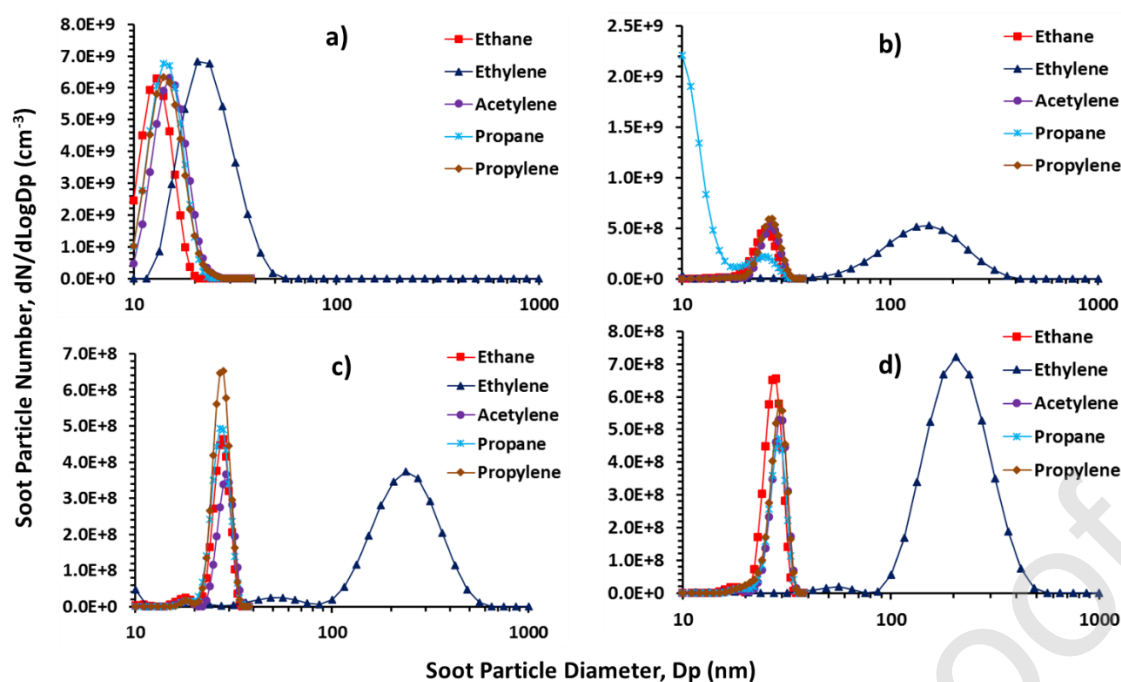 Soot Particle Number, dN/dLogDp (cm-3)
a)
8.0E+9
7.0E+9
6.0E+9
5.0E+9
4.0E+9
3.0E+9
2.0E+9
1.0E+9
0.0E+0
10 100 1000
Ethane
Ethylene
Acetylene
Propane
Propylene
b)
2.5E+9
2.0E+9
1.5E+9
1.0E+9
5.0E+8
0.0E+0
10 100 1000
Ethane
Ethylene
Acetylene
Propane
Propylene
c)
7.0E+8
6.0E+8
5.0E+8
4.0E+8
3.0E+8
2.0E+8
1.0E+8
0.0E+0
10 100 1000
Ethane
Ethylene
Acetylene
Propane
Propylene
d)
8.0E+8
7.0E+8
6.0E+8
5.0E+8
4.0E+8
3.0E+8
2.0E+8
1.0E+8
0.0E+0
10 100 1000
Ethane
Ethylene
Acetylene
Propane
Propylene
Soot Particle Diameter, Dp (nm)